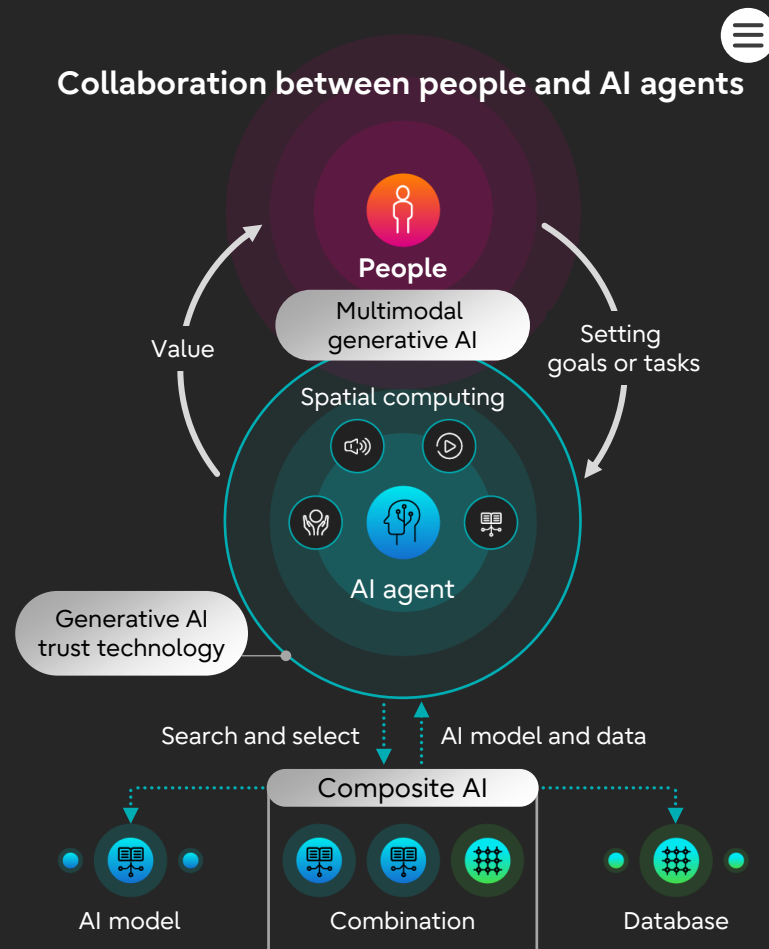 Collaboration between people and AI agents
People
Multimodal
generative AI
Value
Setting
goals or tasks
Spatial computing
AI agent
Generative AI
trust technology
Search and select
AI model and data
Composite AI
AI model
Combination
Database